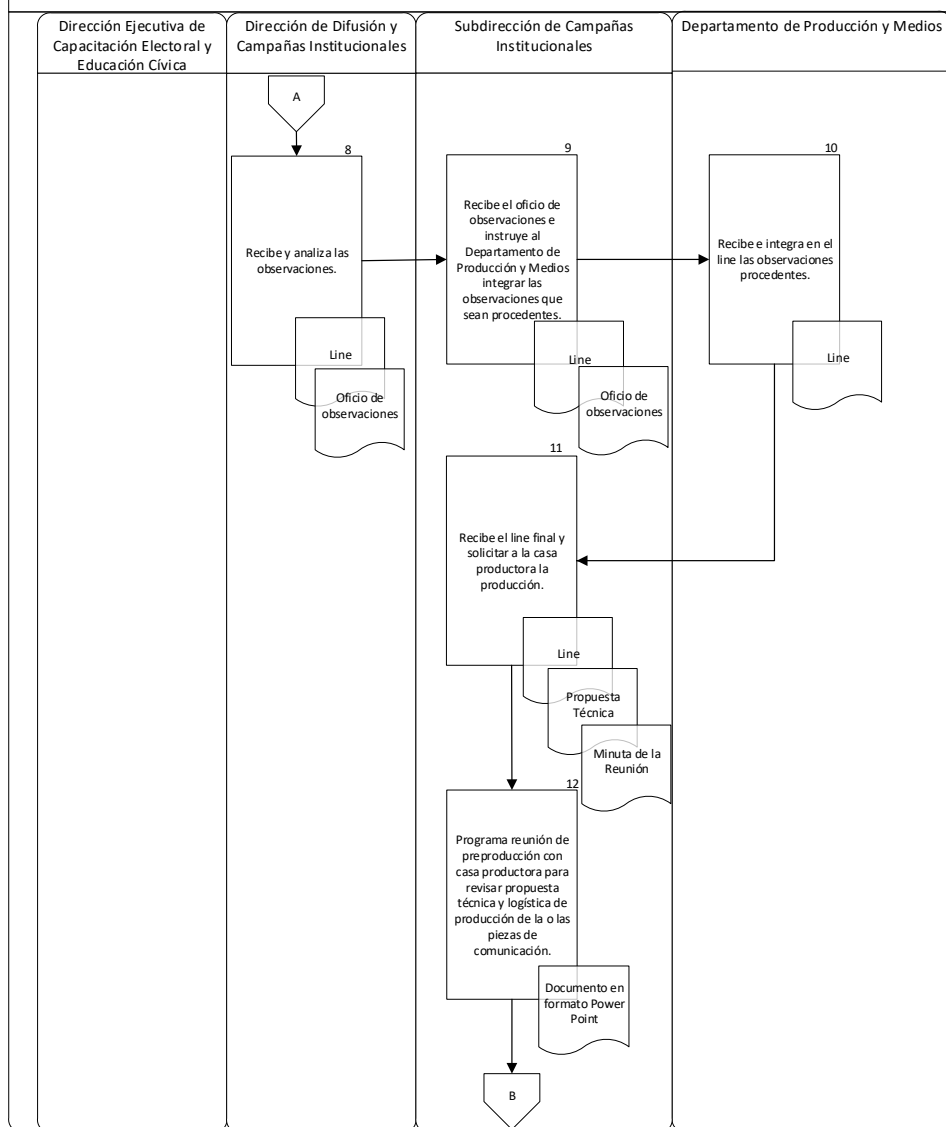 Dirección Ejecutiva de
Capacitación Electoral y
Educación Cívica
Dirección de Difusión y
Campañas Institucionales
Subdirección de Campañas
Institucionales
Departamento de Producción y Medios
A
8
Recibe y analiza las
observaciones.
Line
Oficio de
observaciones
9
Recibe el oficio de
observaciones e
instruye al
Departamento de
Producción y Medios
integrar las
observaciones que
sean procedentes.
Line
Oficio de
observaciones
10
Recibe e integra en el
line las observaciones
procedentes.
Line
11
Recibe el line final y
solicitar a la casa
productora la
producción.
Line
Propuesta
Técnica
Minuta de la
Reunión
12
Programa reunión de
preproducción con
casa productora para
revisar propuesta
técnica y logística de
producción de la o las
piezas de
comunicación.
Documento en
formato Power
Point
B